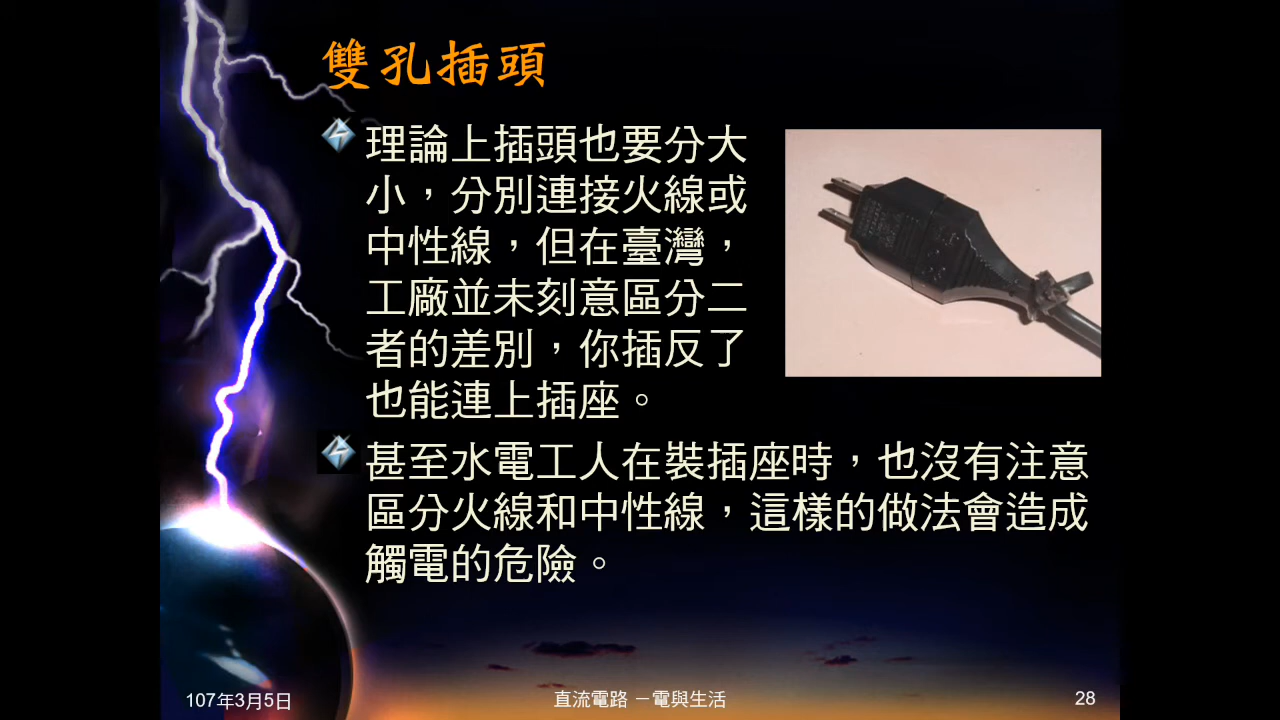 雙孔插頭
理論上插頭也要分大
小，分別連接火線或
中性線，但在臺灣，
工廠並未刻意區分二
者的差別，你插反了
也能連上插座。
甚至水電工人在裝插座時，也沒有注意
區分火線和中性線，這樣的做法會造成
觸電的危險。
107年3月5日
直流電路 －電與生活
28